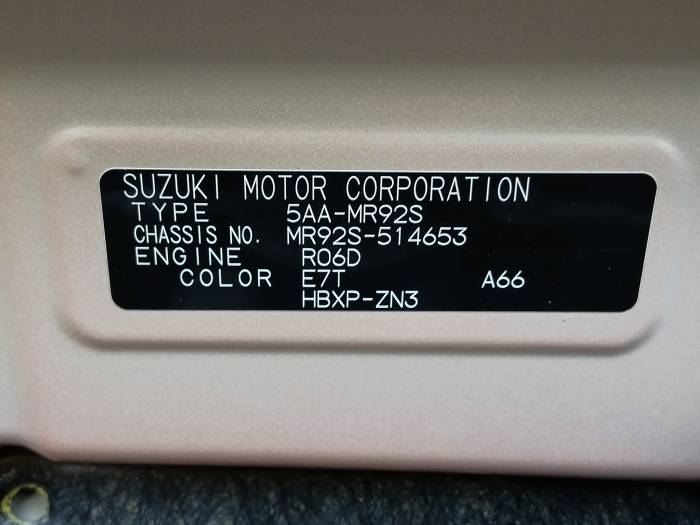 SUZUKI MOTOR CORPORATION
TYPE 5AA-MR92S
CHASSIS NO. MR92S-514653
ENGINE R06D
COLOR E7T A66
HBXP-ZN3